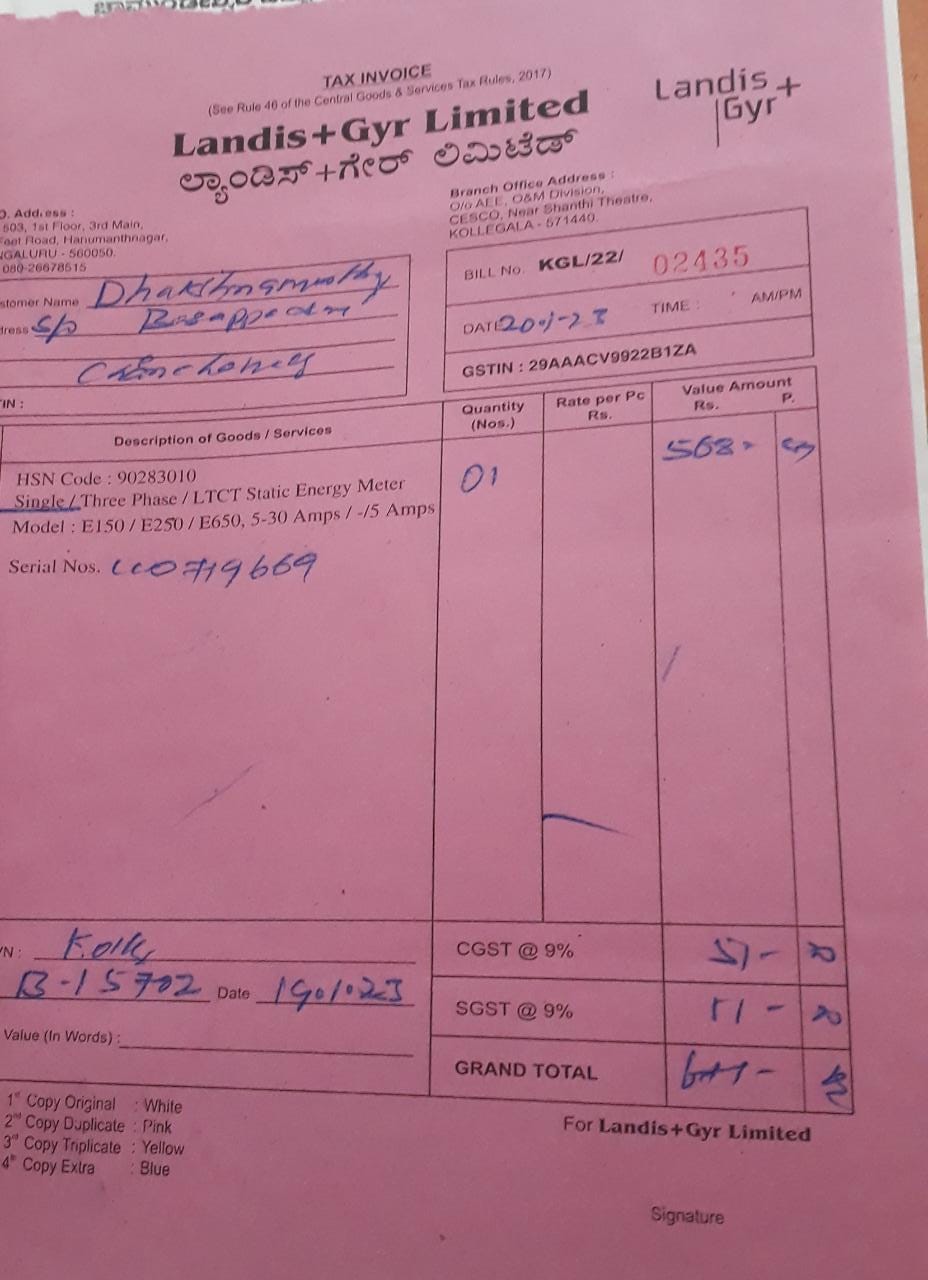 TAX INVOICE
(See Rule 46 of the Central Goods & Services Tax Rules, 2017)
Landis+Gyr Limited
ಲ್ಯಾಂಡಿಸ್+ಗೇರ್ ಲಿಮಿಟೆಡ್
Landis+
Gyr
Address :
503, 1st Floor, 3rd Main,
Road, Hanumanthnagar,
560050.
080-26678515
Branch Office Address :
O/o AEE, O&M Division,
CESCO, Near Shanthi Theatre,
KOLLEGALA - 571440.
Name
S/o
BILL No. KGL/22/ 02435
DATE 20-1-23 TIME : AM/PM
GSTIN : 29AAACV9922B1ZA
Description of Goods / Services
Quantity
(Nos.)
Rate per Pc
Rs.
Value Amount
Rs. P.
HSN Code : 90283010
Single / Three Phase / LTCT Static Energy Meter
Model : E150 / E250 / E650, 5-30 Amps / -/5 Amps
01
568-
Serial Nos.
CGST @ 9% 51-
B-15702 Date 19.01.23
SGST @ 9% 51-
Value (In Words) :
GRAND TOTAL
1st Copy Original : White
2nd Copy Duplicate : Pink
3rd Copy Triplicate : Yellow
4th Copy Extra : Blue
For Landis+Gyr Limited
Signature